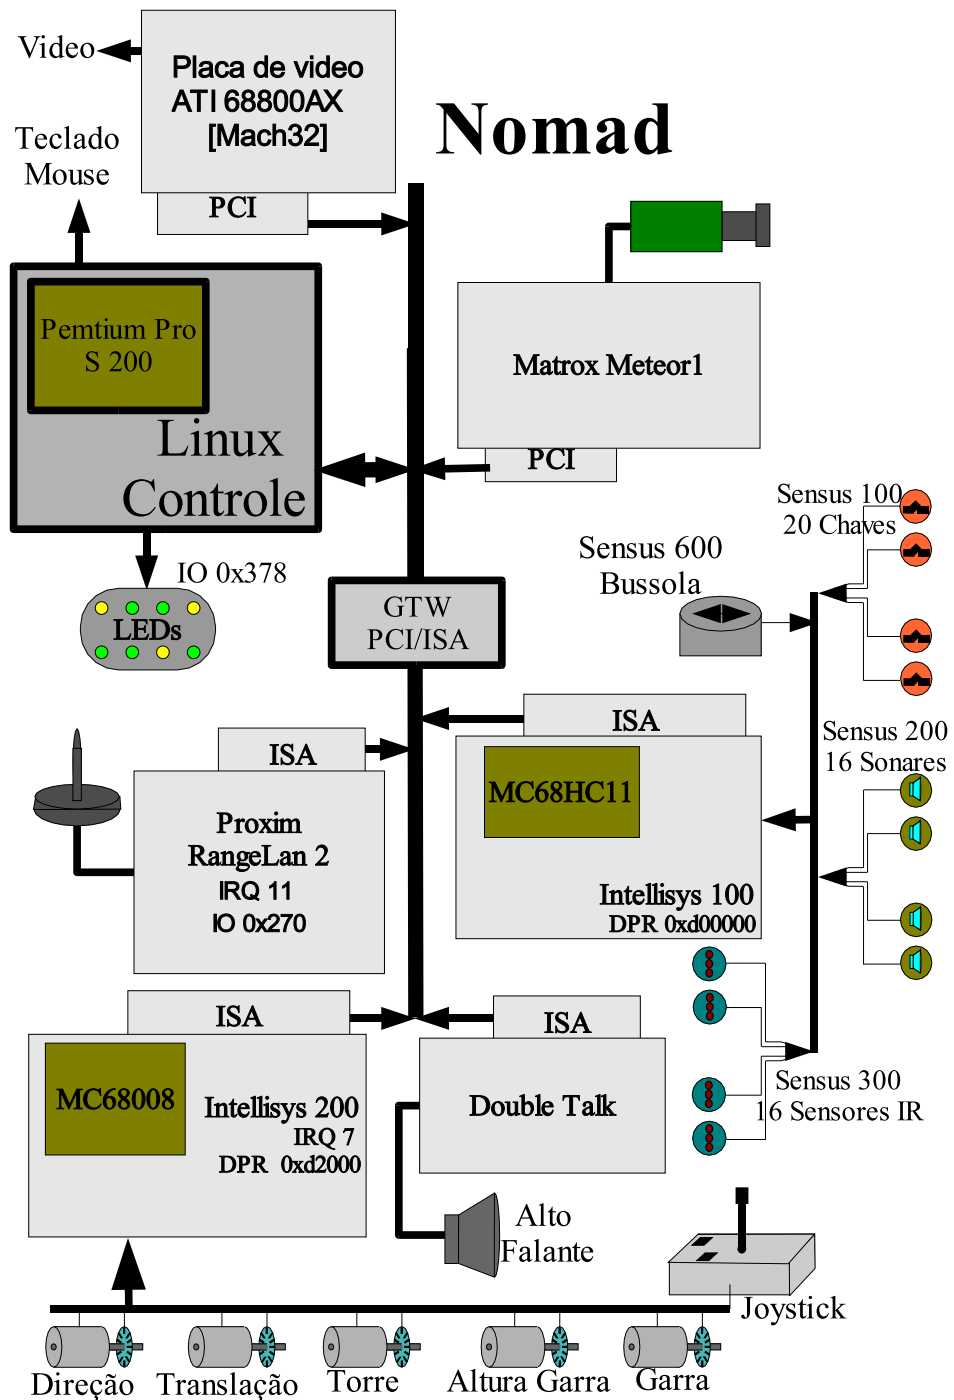 Video
Placa de video
ATI 68800AX
[Mach32]
PCI
Nomad
Teclado
Mouse
Pemtium Pro
S 200
Linux
Controle
Matrox Meteor1
PCI
IO 0x378
LEDs
GTW
PCI/ISA
Sensus 600
Bussola
Sensus 100
20 Chaves
ISA
MC68HC11
Intellisys 100
DPR 0xd00000
Sensus 200
16 Sonares
ISA
Proxim
RangeLan 2
IRQ 11
IO 0x270
ISA
MC68008
Intellisys 200
IRQ 7
DPR 0xd2000
ISA
Double Talk
Sensus 300
16 Sensores IR
Alto
Falante
Joystick
Direção
Translação
Torre
Altura Garra
Garra